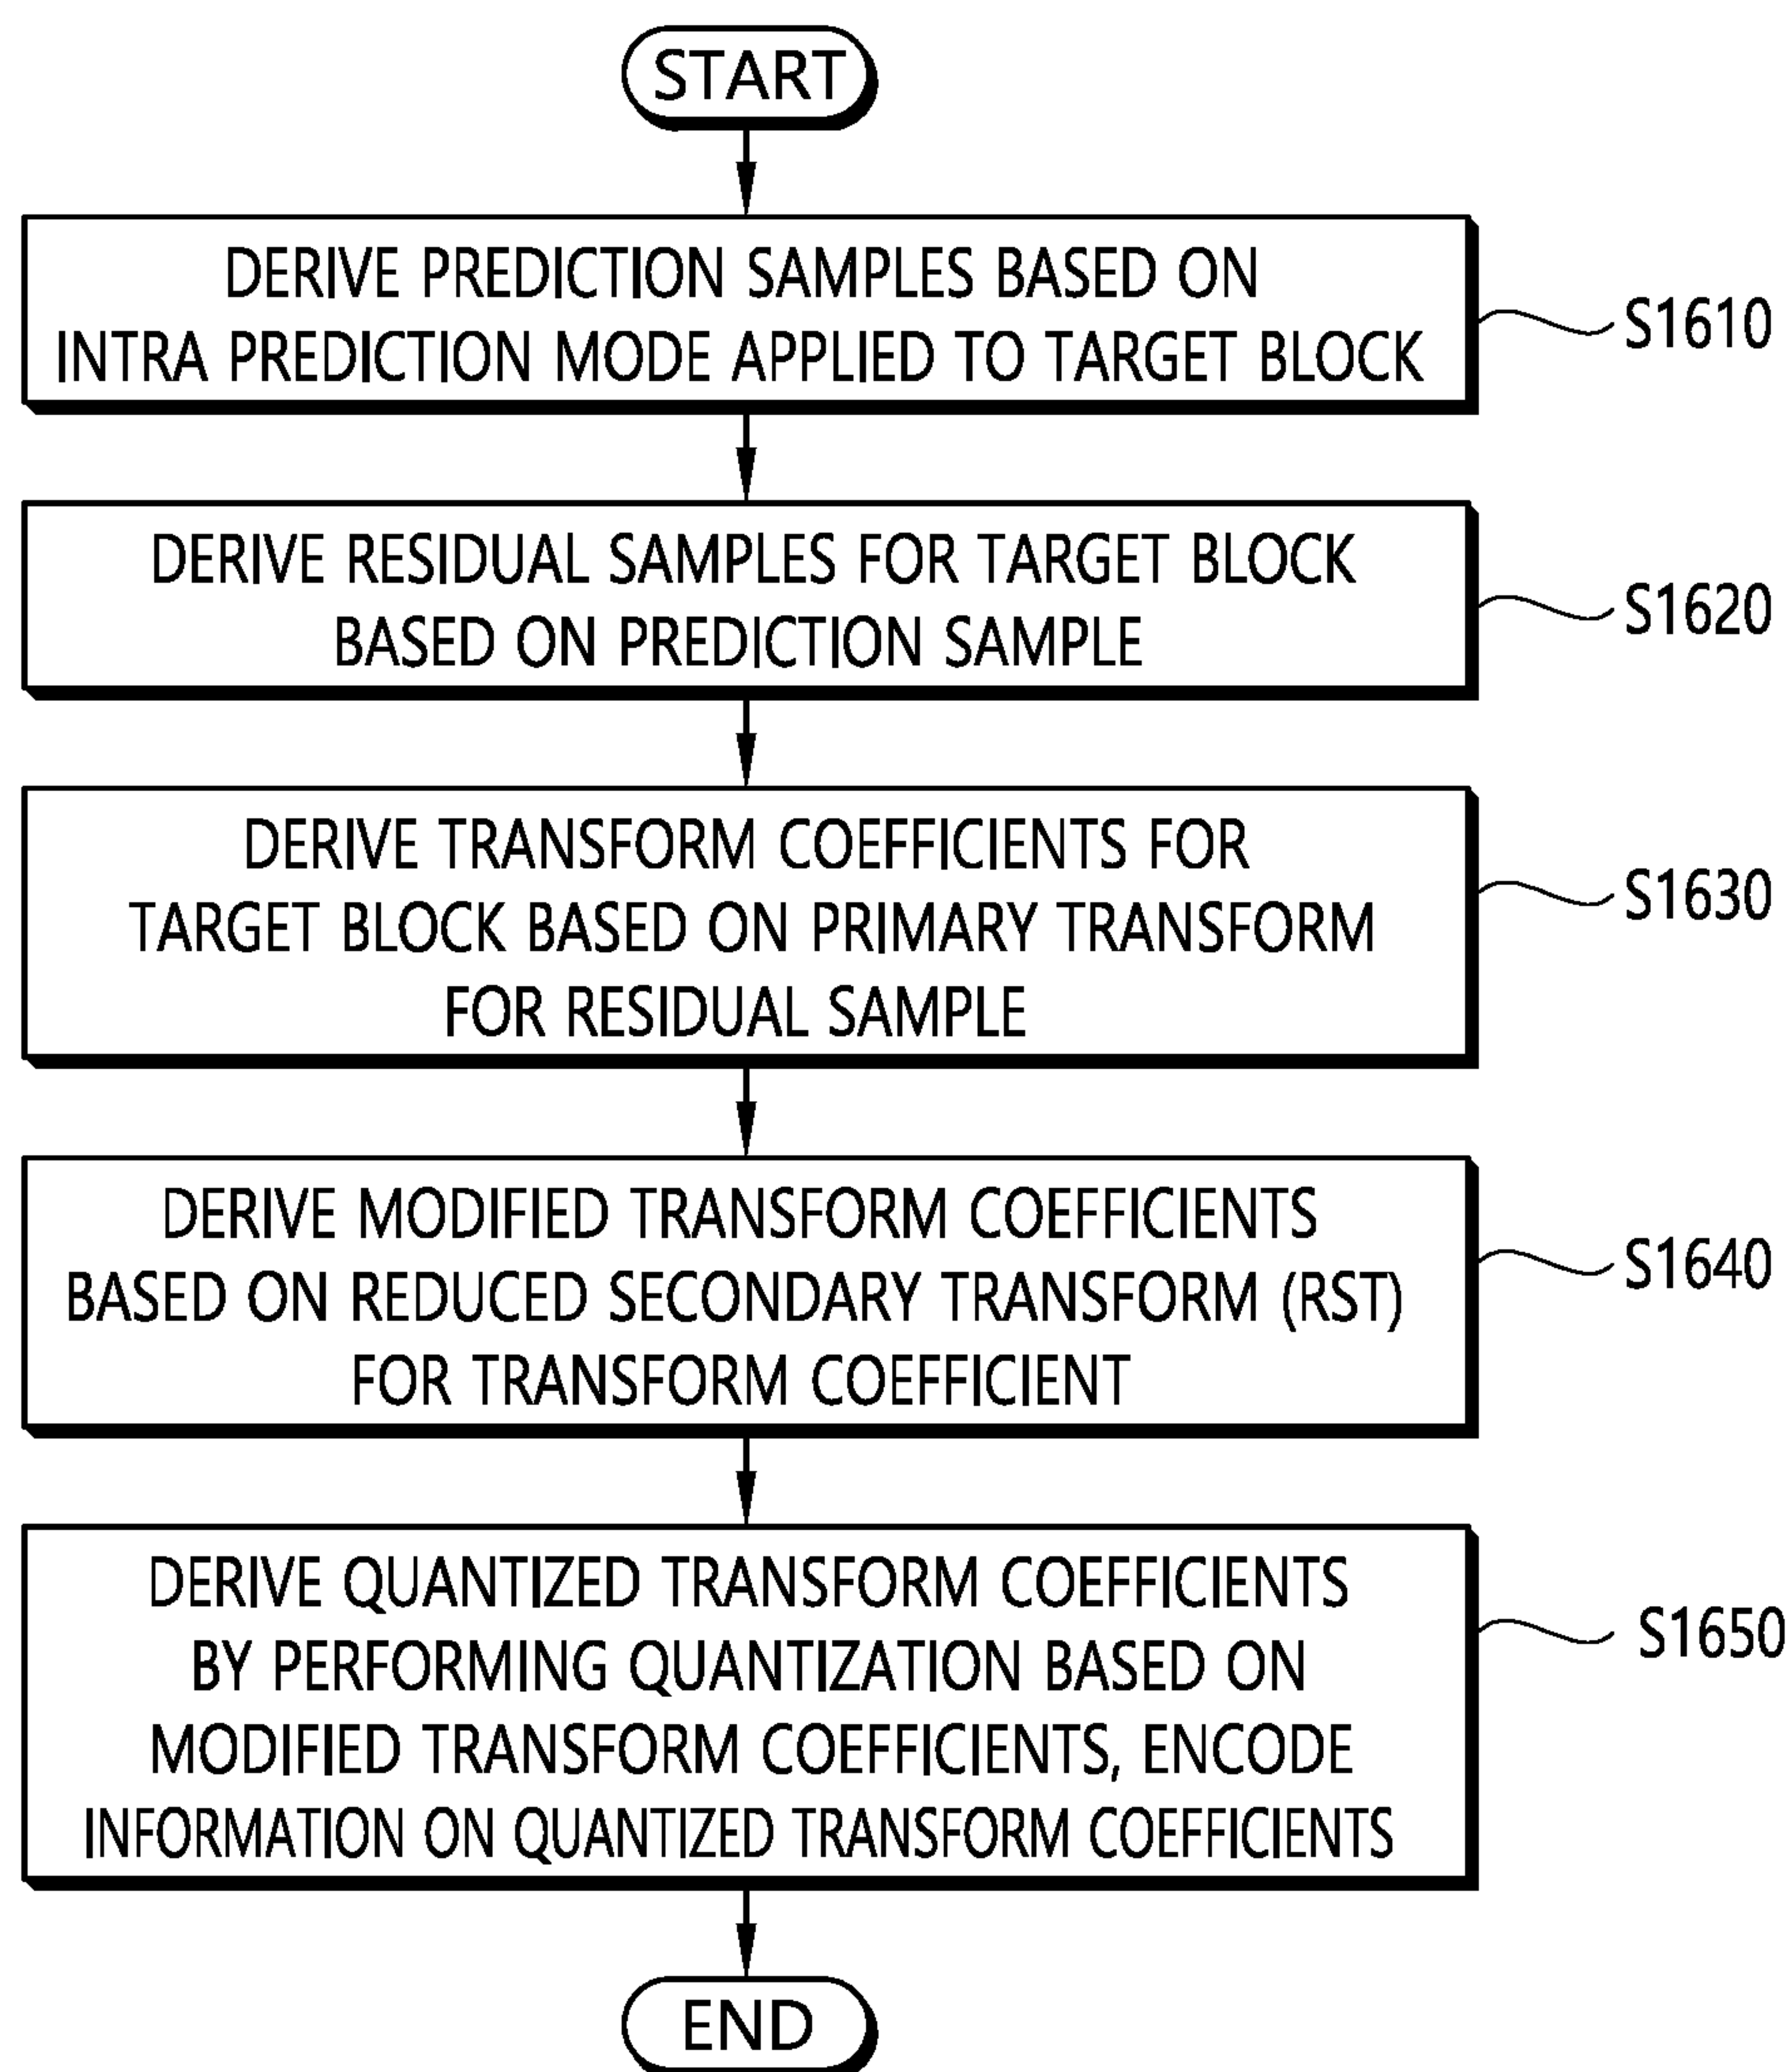 START
DERIVE PREDICTION SAMPLES BASED ON
INTRA PREDICTION MODE APPLIED TO TARGET BLOCK
S1610
DERIVE RESIDUAL SAMPLES FOR TARGET BLOCK
BASED ON PREDICTION SAMPLE
S1620
DERIVE TRANSFORM COEFFICIENTS FOR
TARGET BLOCK BASED ON PRIMARY TRANSFORM
FOR RESIDUAL SAMPLE
S1630
DERIVE MODIFIED TRANSFORM COEFFICIENTS
BASED ON REDUCED SECONDARY TRANSFORM (RST)
FOR TRANSFORM COEFFICIENT
S1640
DERIVE QUANTIZED TRANSFORM COEFFICIENTS
BY PERFORMING QUANTIZATION BASED ON
MODIFIED TRANSFORM COEFFICIENTS, ENCODE
INFORMATION ON QUANTIZED TRANSFORM COEFFICIENTS
S1650
END